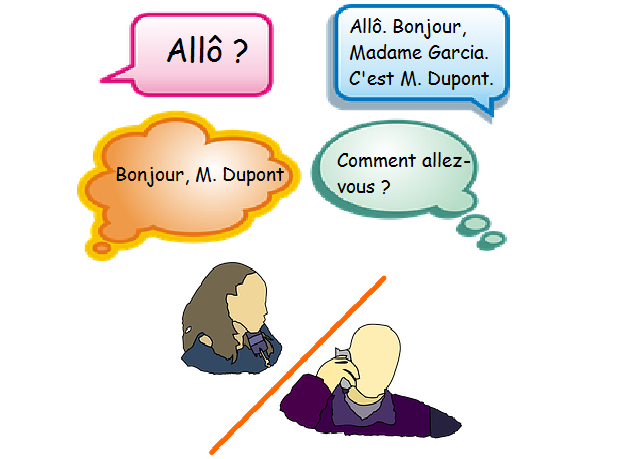 Allô ?
Allô. Bonjour,
Madame Garcia.
C'est M. Dupont.
Bonjour, M. Dupont
Comment allez-
vous ?